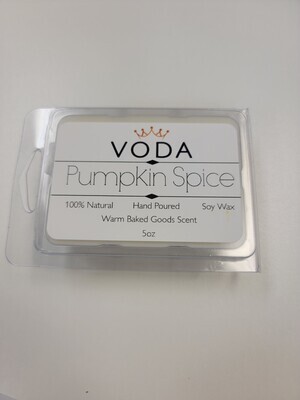 VODA
Pumpkin Spice
100% Natural Hand Poured Soy Wax
Warm Baked Goods Scent
5oz